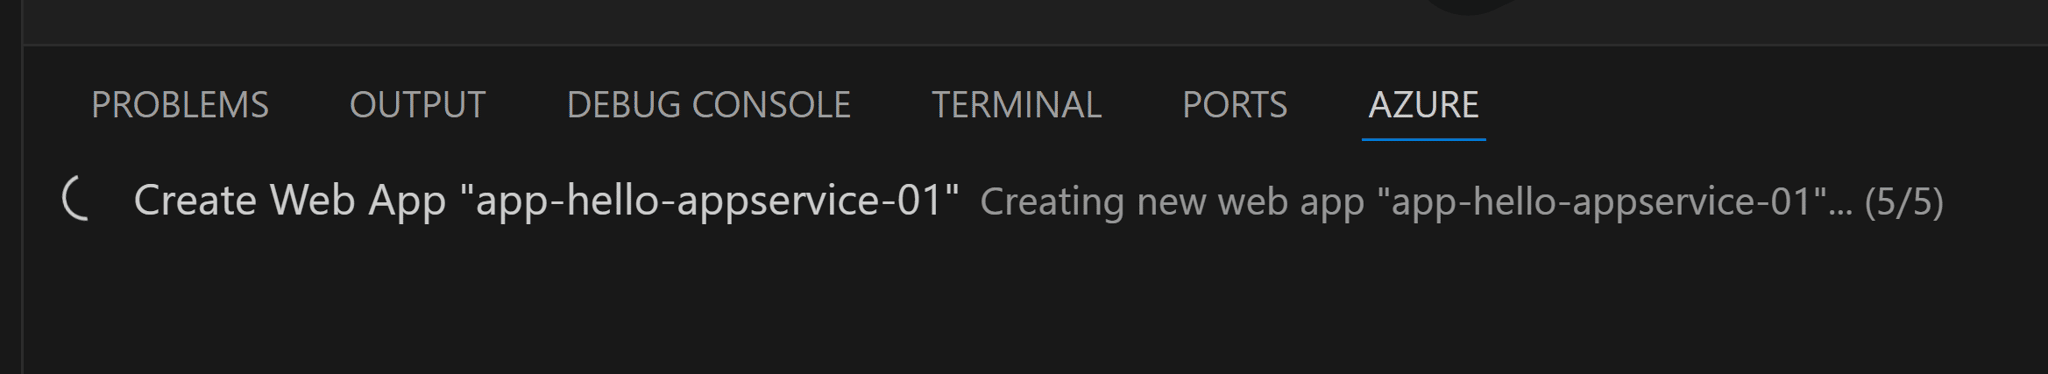 PROBLEMS OUTPUT DEBUG CONSOLE TERMINAL PORTS AZURE
Create Web App "app-hello-appservice-01" Creating new web app "app-hello-appservice-01"... (5/5)